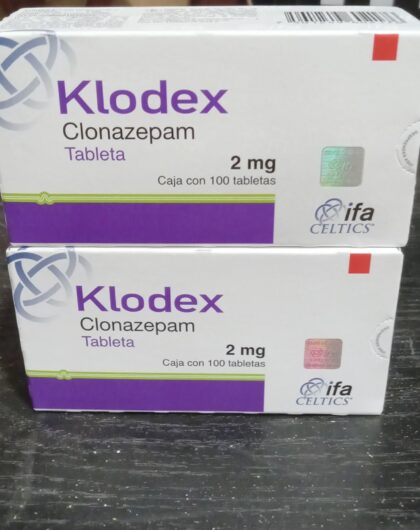 Klodex
Clonazepam
Tableta
2 mg
Caja con 100 tabletas
ifa
CELTICS
Klodex
Clonazepam
Tableta
2 mg
Caja con 100 tabletas
ifa
CELTICS